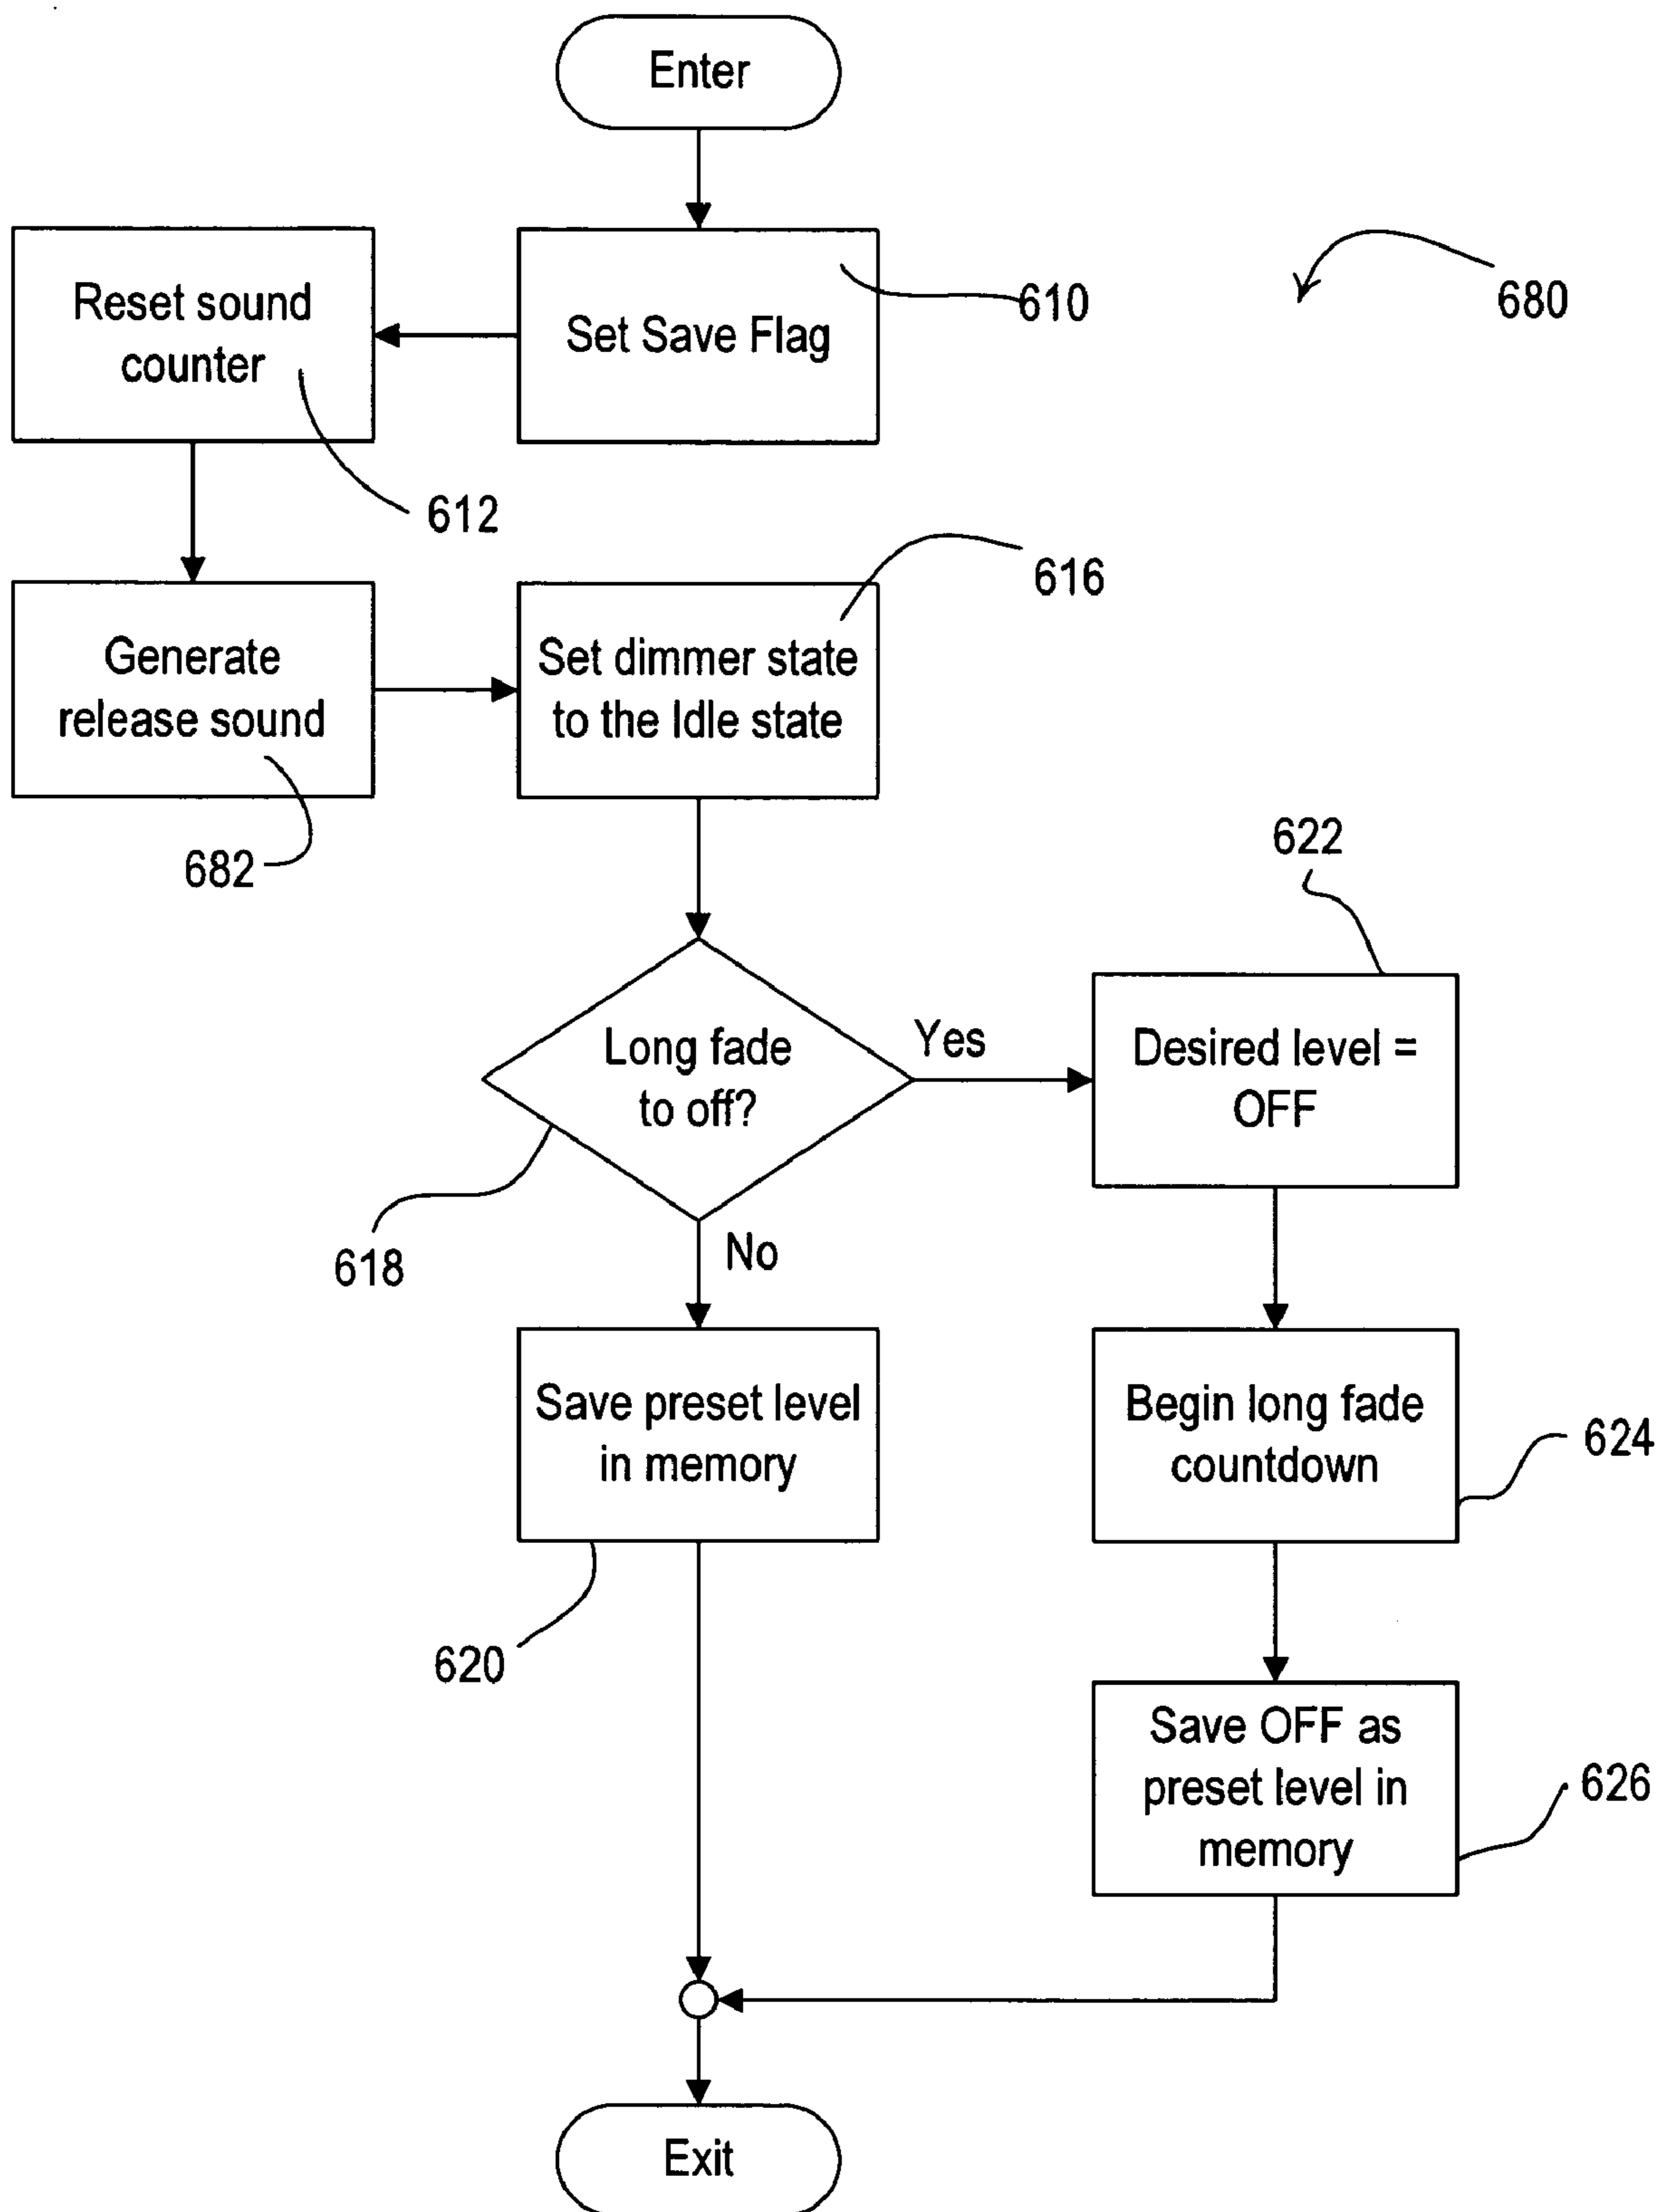 Enter
Set Save Flag
610
680
Reset sound
counter
612
Generate
release sound
682
Set dimmer state
to the Idle state
616
Long fade
to off?
618
Yes
No
622
Desired level =
OFF
Save preset level
in memory
620
Begin long fade
countdown
624
Save OFF as
preset level in
memory
626
Exit